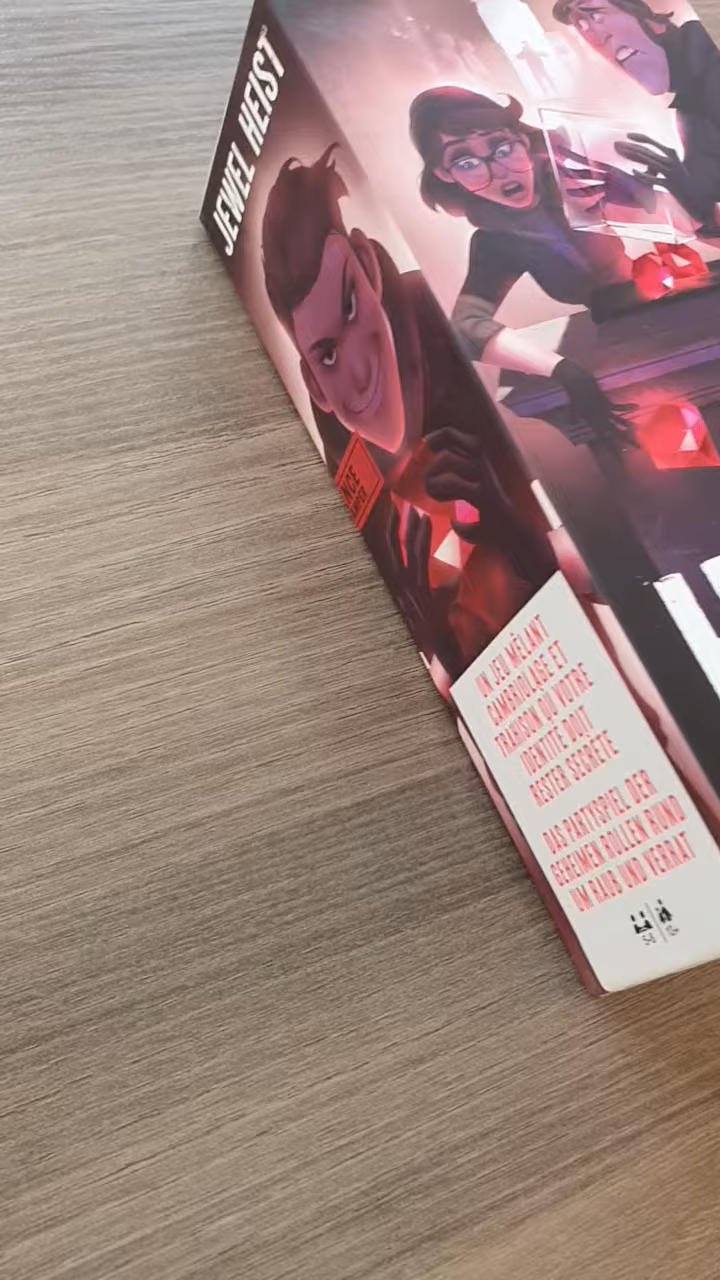 JEWEL HEIST
UN JEU MÊLANT
CAMBRIOLAGE ET
TRAHISON OÙ VOTRE
IDENTITÉ DOIT
RESTER SECRÈTE
DAS PARTYSPIEL DER
GEHEIMEN ROLLEN RUND
UM RAUB UND VERRAT